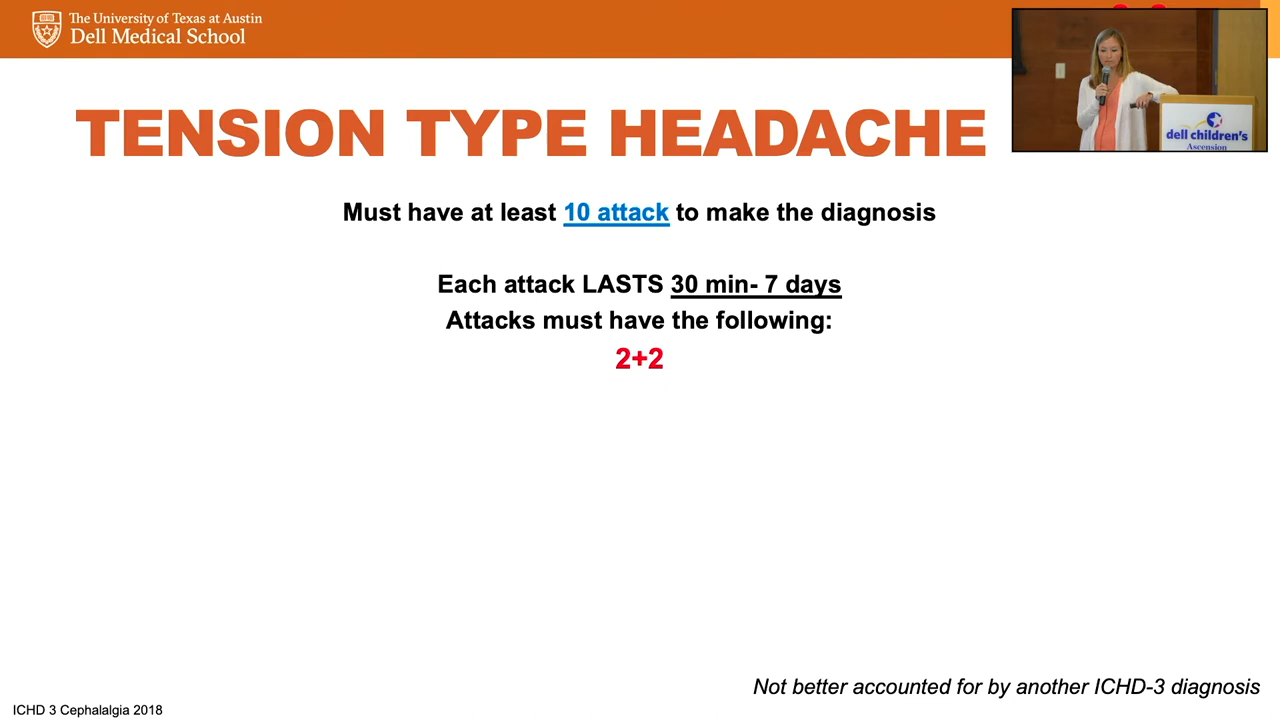 The University of Texas at Austin
Dell Medical School
dell children's
Ascension
TENSION TYPE HEADACHE
Must have at least 10 attack to make the diagnosis
Each attack LASTS 30 min- 7 days
Attacks must have the following:
2+2
Not better accounted for by another ICHD-3 diagnosis
ICHD 3 Cephalalgia 2018